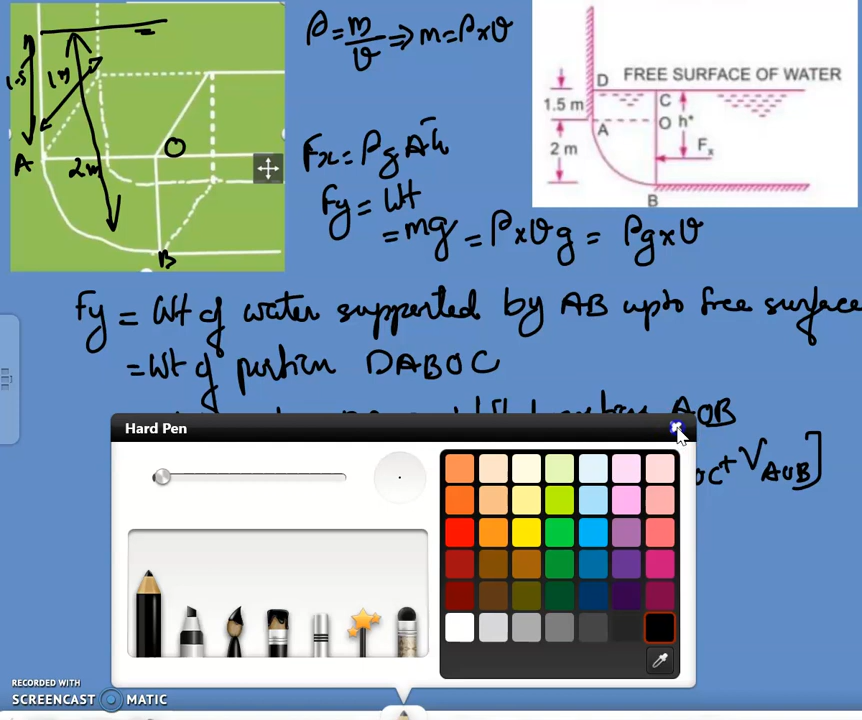 ρ = m/v ⇒ m = ρ×v
1.5
1m
2m
A
O
B
FREE SURFACE OF WATER
D
C
1.5 m
O
h*
A
Fx
2 m
B
Fx = ρgAh̄
Fy = Wt
= mg = ρ×vg = ρg×v
Fy = Wt of water supported by AB upto free surface
= Wt of portion DABOC
AOB
OC + VAOB]
Hard Pen
RECORDED WITH
SCREENCAST MATIC